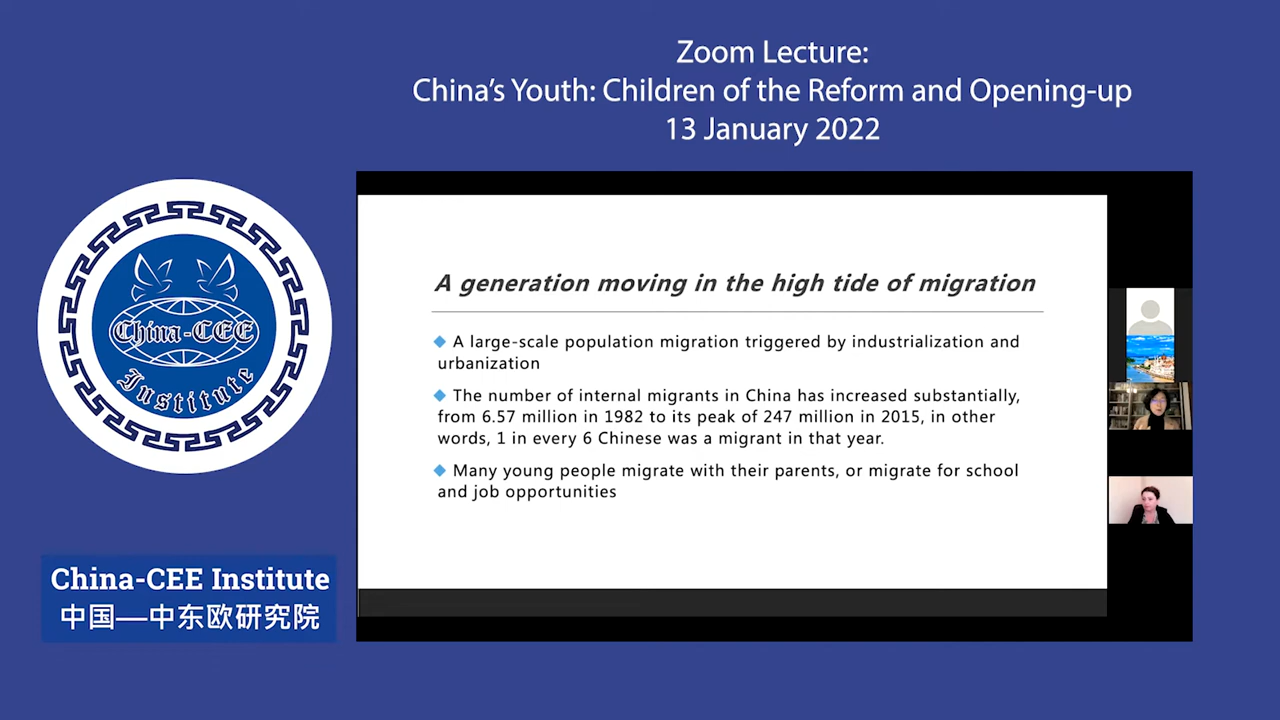 Zoom Lecture:
China's Youth: Children of the Reform and Opening-up
13 January 2022
China-CEE
Institute
China-CEE Institute
中国—中东欧研究院
A generation moving in the high tide of migration
A large-scale population migration triggered by industrialization and
urbanization
The number of internal migrants in China has increased substantially,
from 6.57 million in 1982 to its peak of 247 million in 2015, in other
words, 1 in every 6 Chinese was a migrant in that year.
Many young people migrate with their parents, or migrate for school
and job opportunities